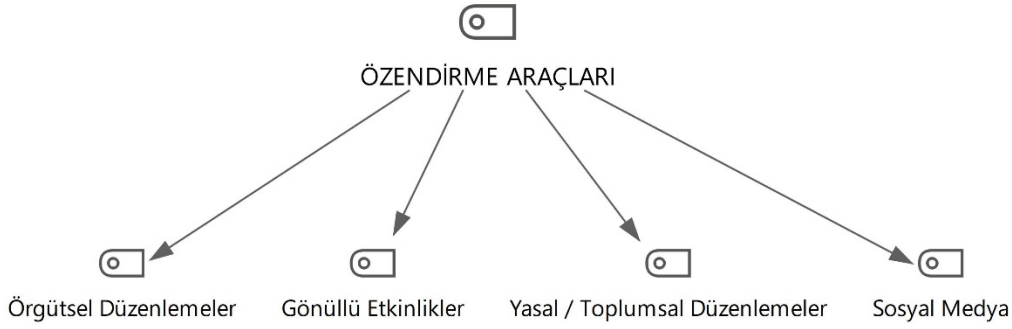 ÖZENDİRME ARAÇLARI
Örgütsel Düzenlemeler
Gönüllü Etkinlikler
Yasal / Toplumsal Düzenlemeler
Sosyal Medya